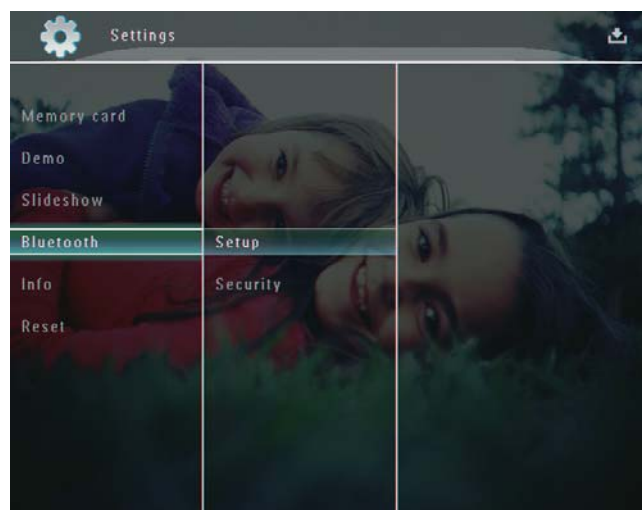 Settings
Memory card
Demo
Slideshow
Bluetooth
Info
Reset
Setup
Security